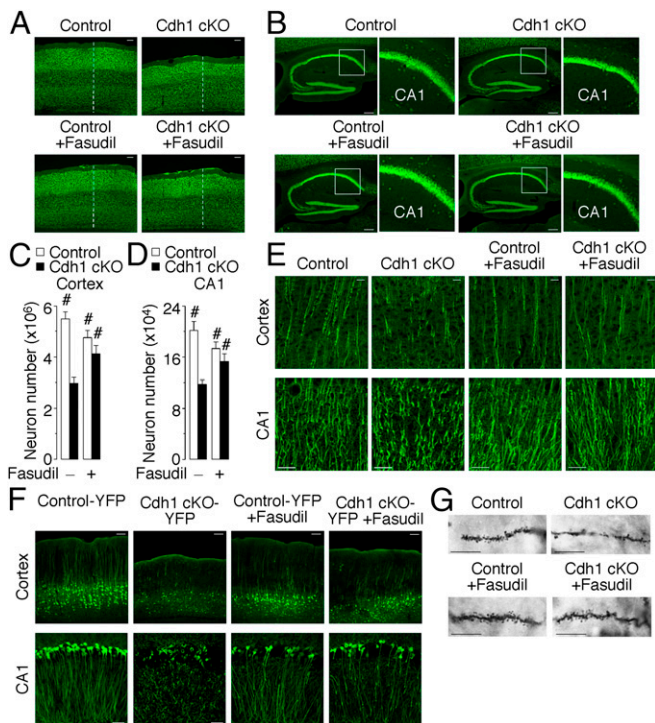 A
Control
Cdh1 cKO
Control
+Fasudil
Cdh1 cKO
+Fasudil
B
Control
Cdh1 cKO
CA1
CA1
Control
+Fasudil
Cdh1 cKO
+Fasudil
CA1
CA1
C
Control
Cdh1 cKO
Cortex
Neuron number (x10⁶)
6
4
2
0
#
#
#
Fasudil
–
+
D
Control
Cdh1 cKO
CA1
Neuron number (x10⁴)
24
18
12
6
0
#
#
#
Fasudil
–
+
E
Control
Cdh1 cKO
Control
+Fasudil
Cdh1 cKO
+Fasudil
Cortex
CA1
F
Control-YFP
Cdh1 cKO-
YFP
Control-YFP
+Fasudil
Cdh1 cKO-
YFP +Fasudil
Cortex
CA1
G
Control
Cdh1 cKO
Control
+Fasudil
Cdh1 cKO
+Fasudil